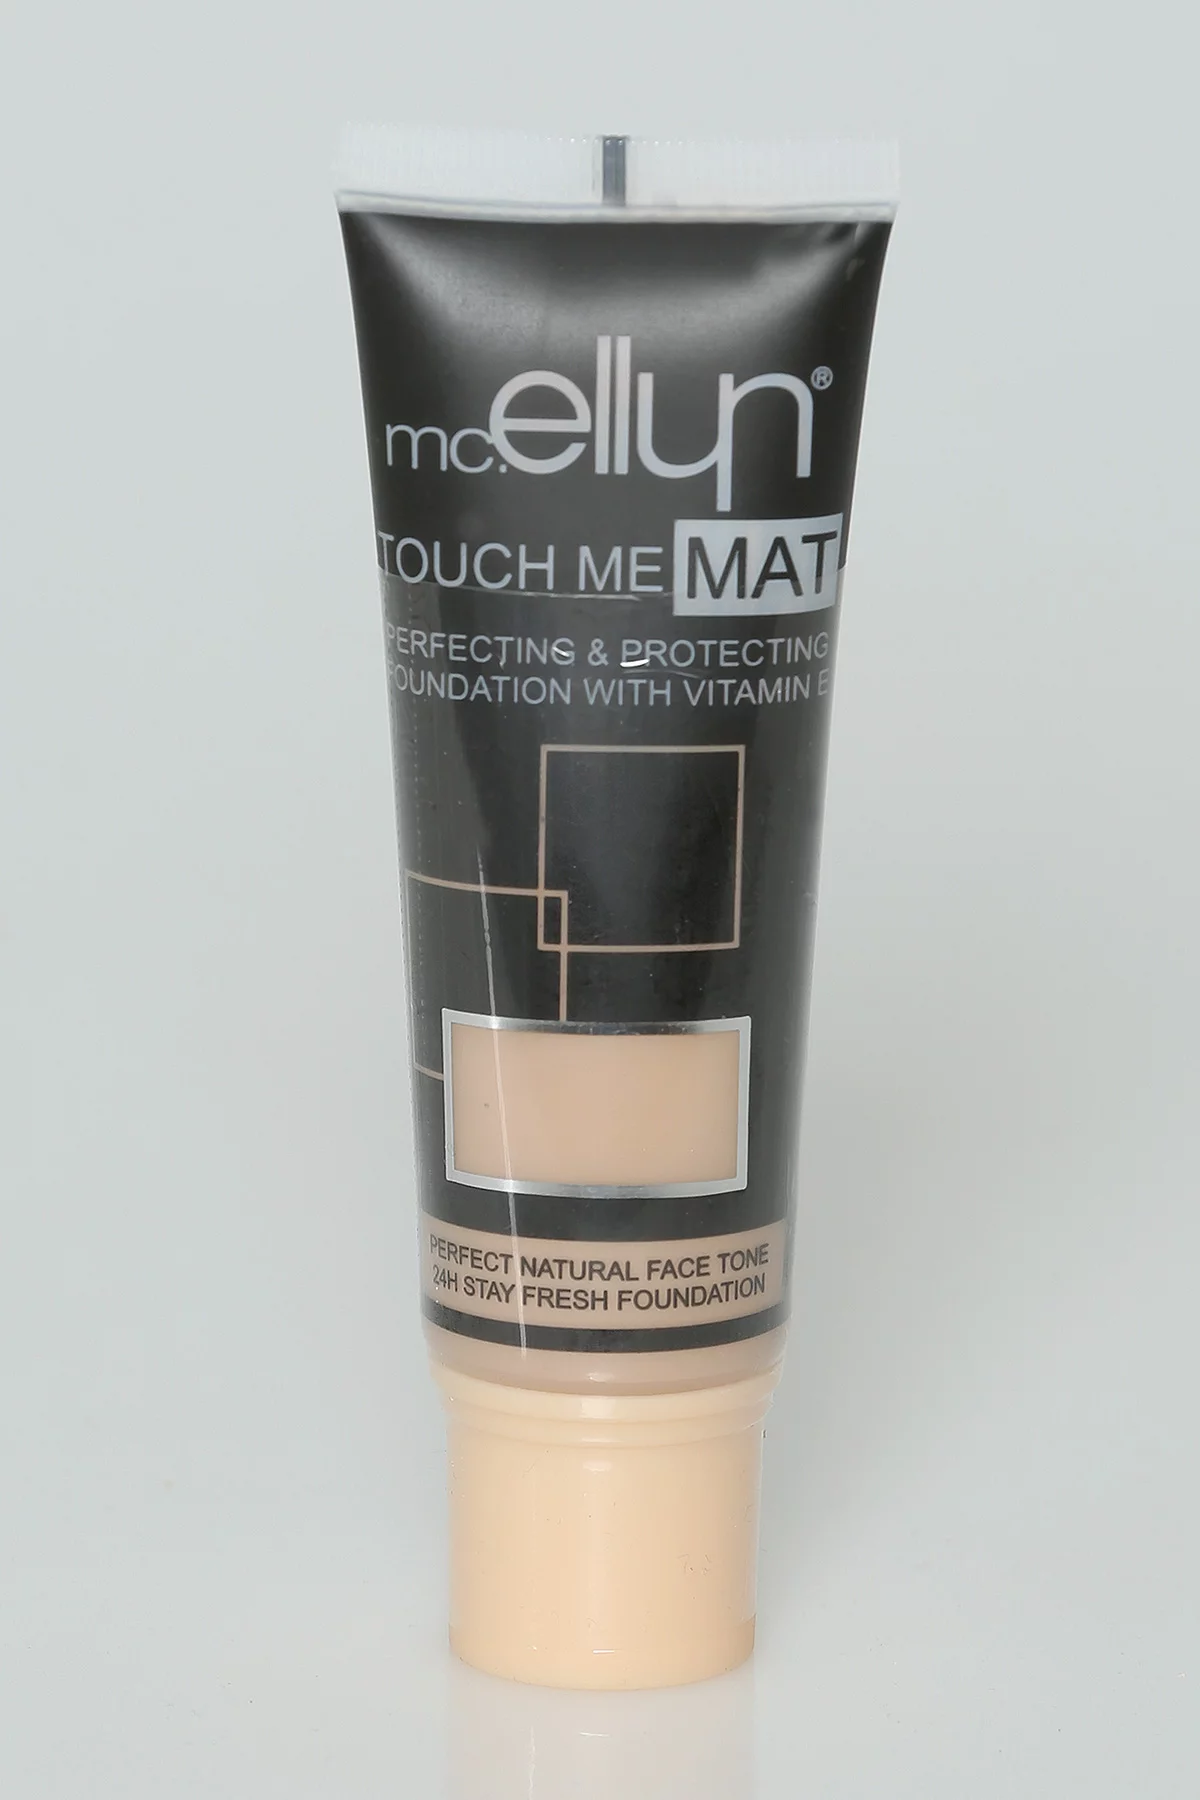 mc.ellyn®
TOUCH ME MAT
PERFECTING & PROTECTING
FOUNDATION WITH VITAMIN E
PERFECT NATURAL FACE TONE
24H STAY FRESH FOUNDATION